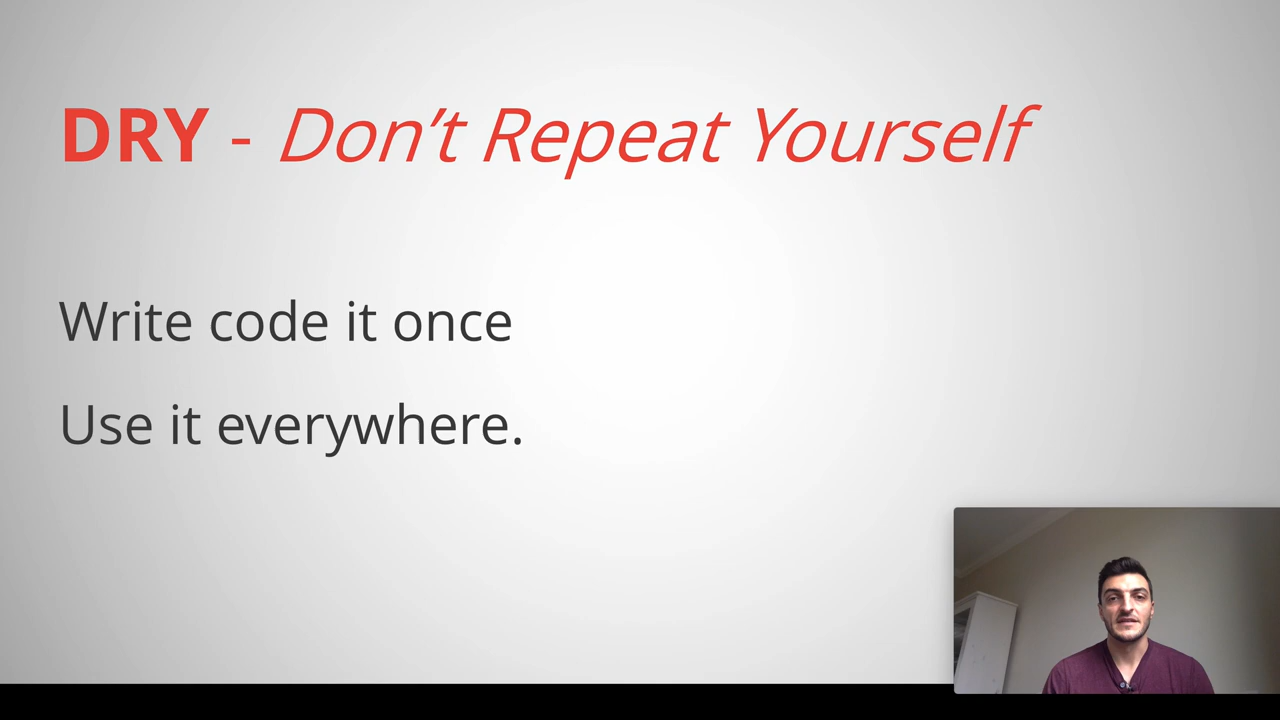 DRY - Don’t Repeat Yourself
Write code it once
Use it everywhere.